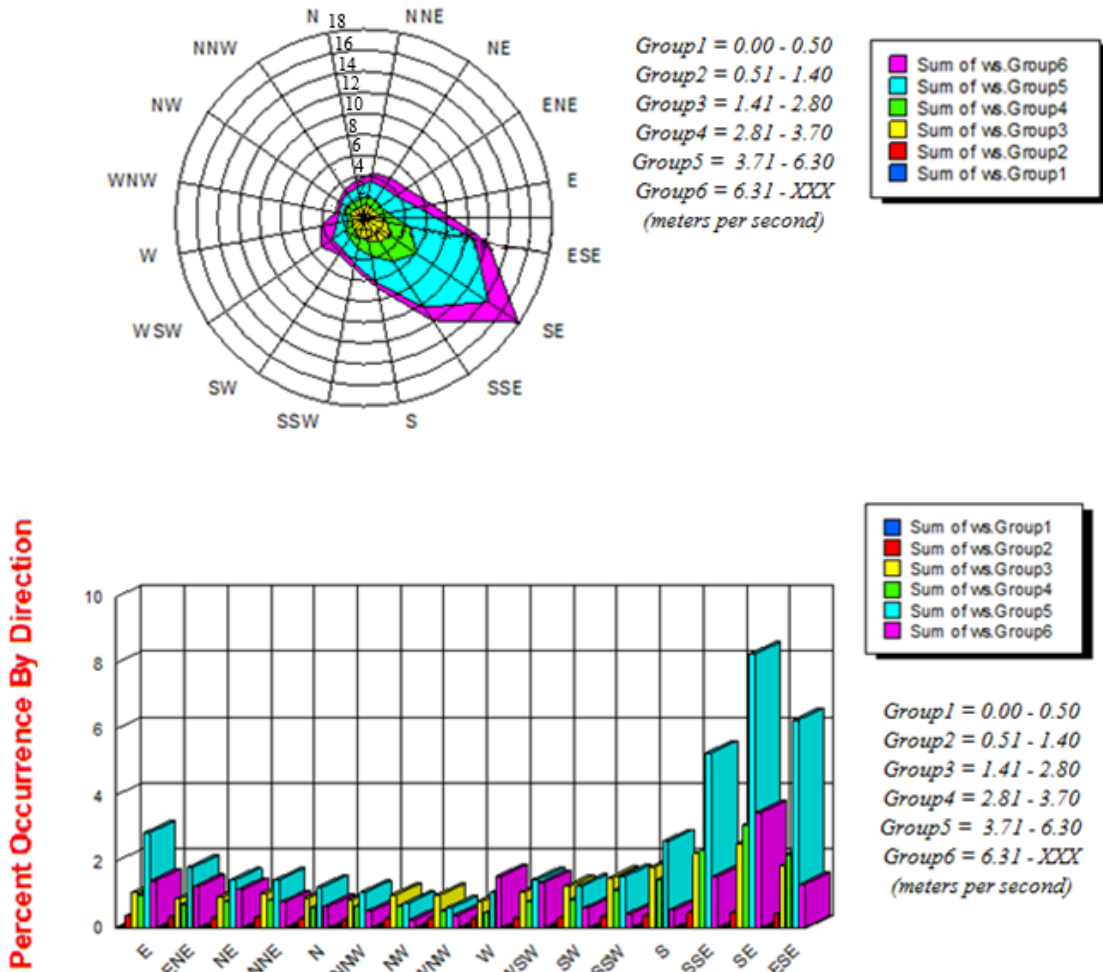 N
NNE
NNW
NE
NW
ENE
WNW
E
W
ESE
WSW
SE
SW
SSE
SSW
S
18
16
14
12
10
8
6
4
Group1 = 0.00 - 0.50
Group2 = 0.51 - 1.40
Group3 = 1.41 - 2.80
Group4 = 2.81 - 3.70
Group5 = 3.71 - 6.30
Group6 = 6.31 - XXX
(meters per second)
Sum of ws.Group6
Sum of ws.Group5
Sum of ws.Group4
Sum of ws.Group3
Sum of ws.Group2
Sum of ws.Group1
Percent Occurrence By Direction
10
8
6
4
2
0
E
ENE
NE
NNE
N
NNW
NW
WNW
W
WSW
SW
SSW
S
SSE
SE
ESE
Sum of ws.Group1
Sum of ws.Group2
Sum of ws.Group3
Sum of ws.Group4
Sum of ws.Group5
Sum of ws.Group6
Group1 = 0.00 - 0.50
Group2 = 0.51 - 1.40
Group3 = 1.41 - 2.80
Group4 = 2.81 - 3.70
Group5 = 3.71 - 6.30
Group6 = 6.31 - XXX
(meters per second)